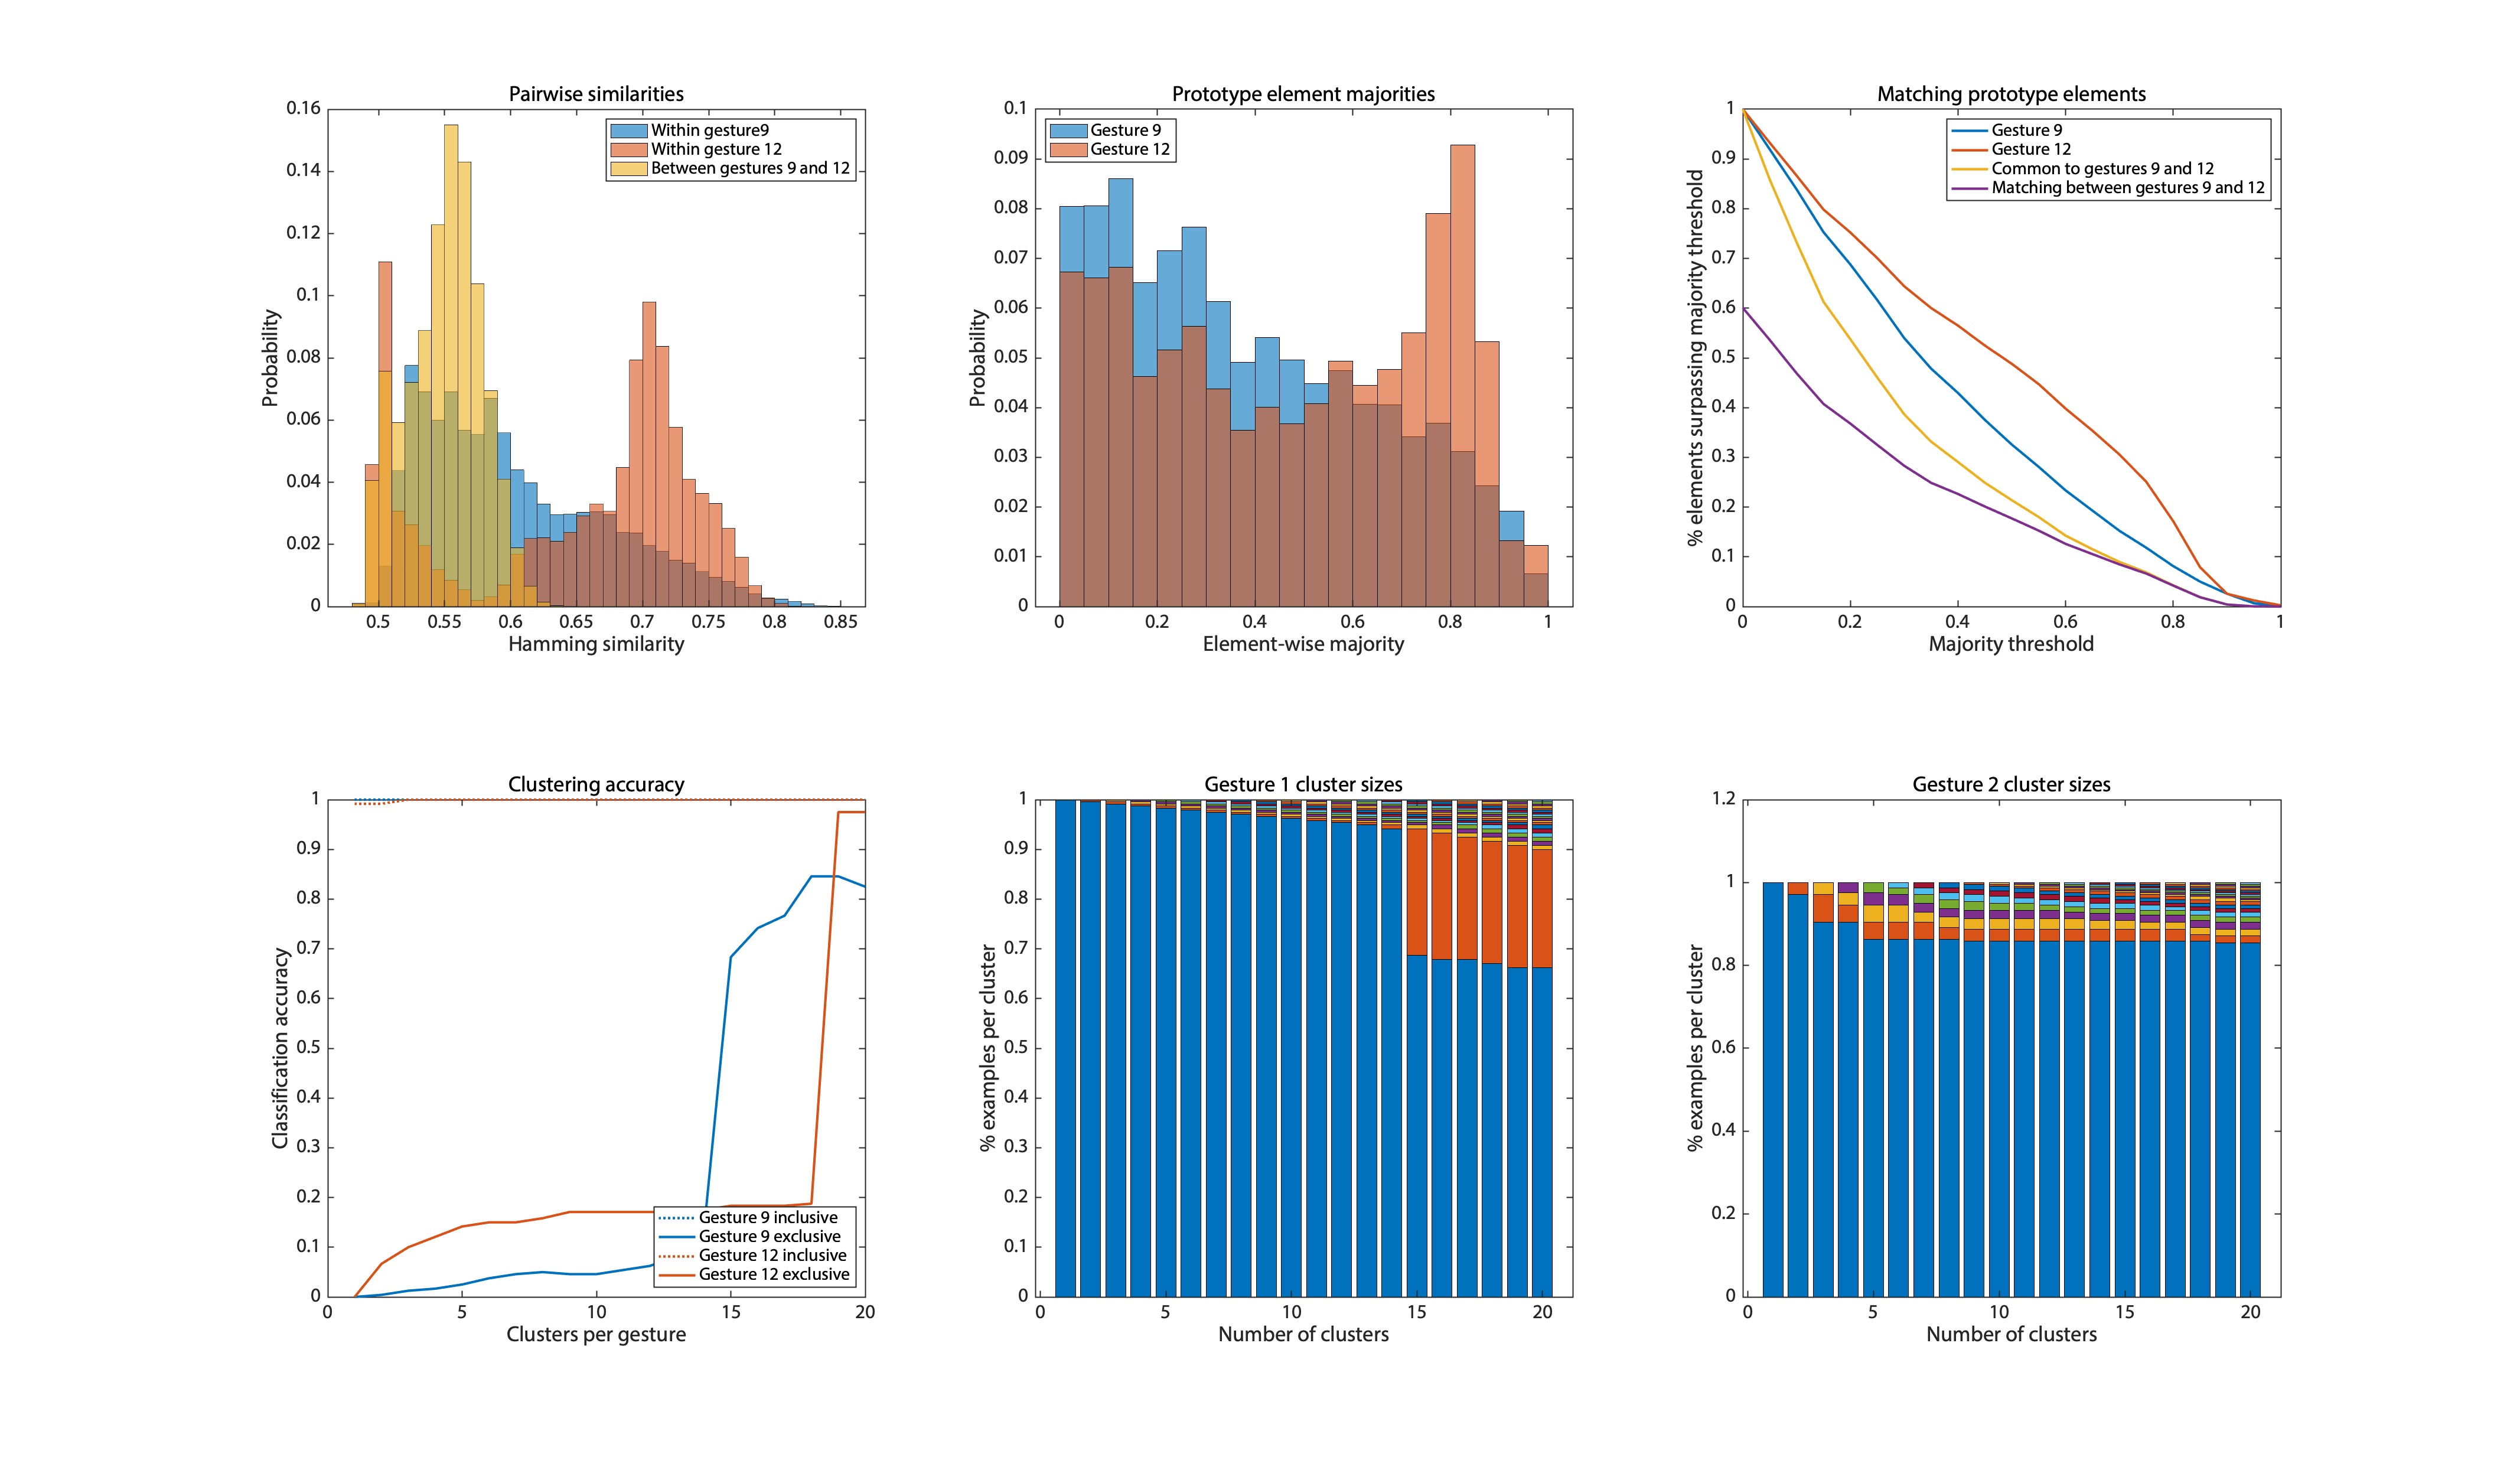 Pairwise similarities
0.16
0.14
0.12
0.1
0.08
0.06
0.04
0.02
0
Probability
Within gesture9
Within gesture 12
Between gestures 9 and 12
0.5 0.55 0.6 0.65 0.7 0.75 0.8 0.85
Hamming similarity
Prototype element majorities
0.1
0.09
0.08
0.07
0.06
0.05
0.04
0.03
0.02
0.01
0
Probability
Gesture 9
Gesture 12
0 0.2 0.4 0.6 0.8 1
Element-wise majority
Matching prototype elements
1
0.9
0.8
0.7
0.6
0.5
0.4
0.3
0.2
0.1
0
% elements surpassing majority threshold
Gesture 9
Gesture 12
Common to gestures 9 and 12
Matching between gestures 9 and 12
0 0.2 0.4 0.6 0.8 1
Majority threshold
Clustering accuracy
1
0.9
0.8
0.7
0.6
0.5
0.4
0.3
0.2
0.1
0
Classification accuracy
Gesture 9 inclusive
Gesture 9 exclusive
Gesture 12 inclusive
Gesture 12 exclusive
0 5 10 15 20
Clusters per gesture
Gesture 1 cluster sizes
1
0.9
0.8
0.7
0.6
0.5
0.4
0.3
0.2
0.1
0
% examples per cluster
0 5 10 15 20
Number of clusters
Gesture 2 cluster sizes
1.2
1
0.8
0.6
0.4
0.2
0
% examples per cluster
0 5 10 15 20
Number of clusters